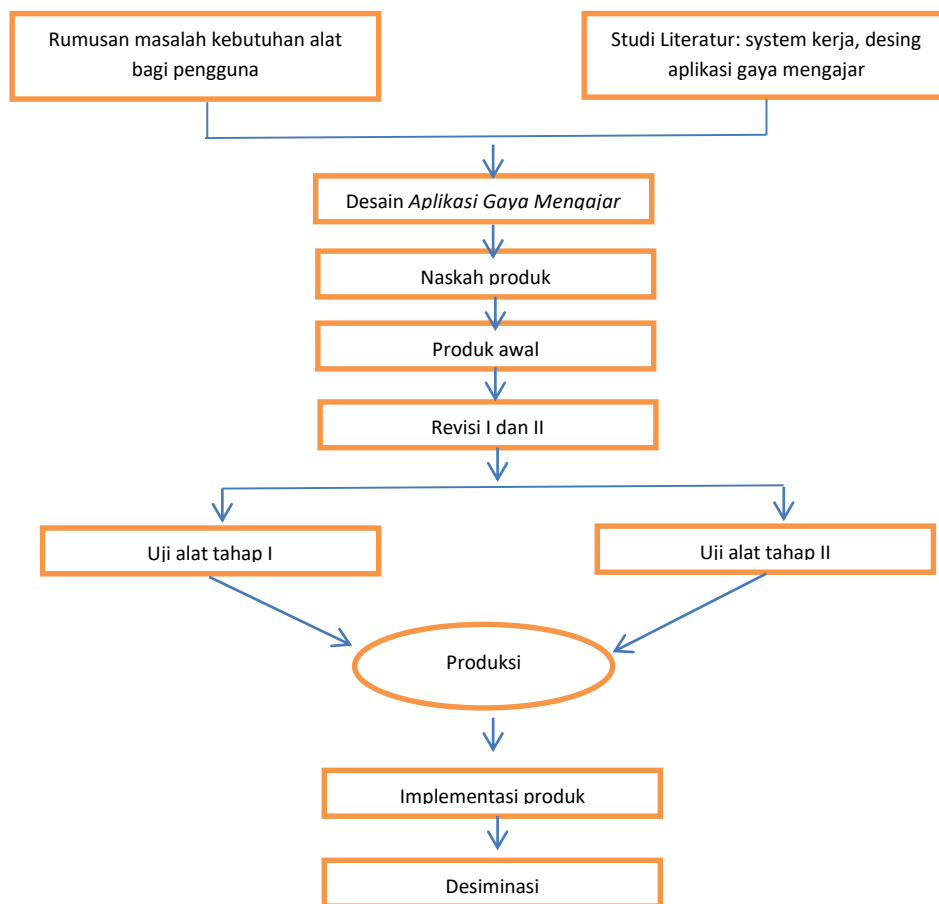 Rumusan masalah kebutuhan alat
bagi pengguna
Studi Literatur: system kerja, desing
aplikasi gaya mengajar
Desain Aplikasi Gaya Mengajar
Naskah produk
Produk awal
Revisi I dan II
Uji alat tahap I
Uji alat tahap II
Produksi
Implementasi produk
Desiminasi